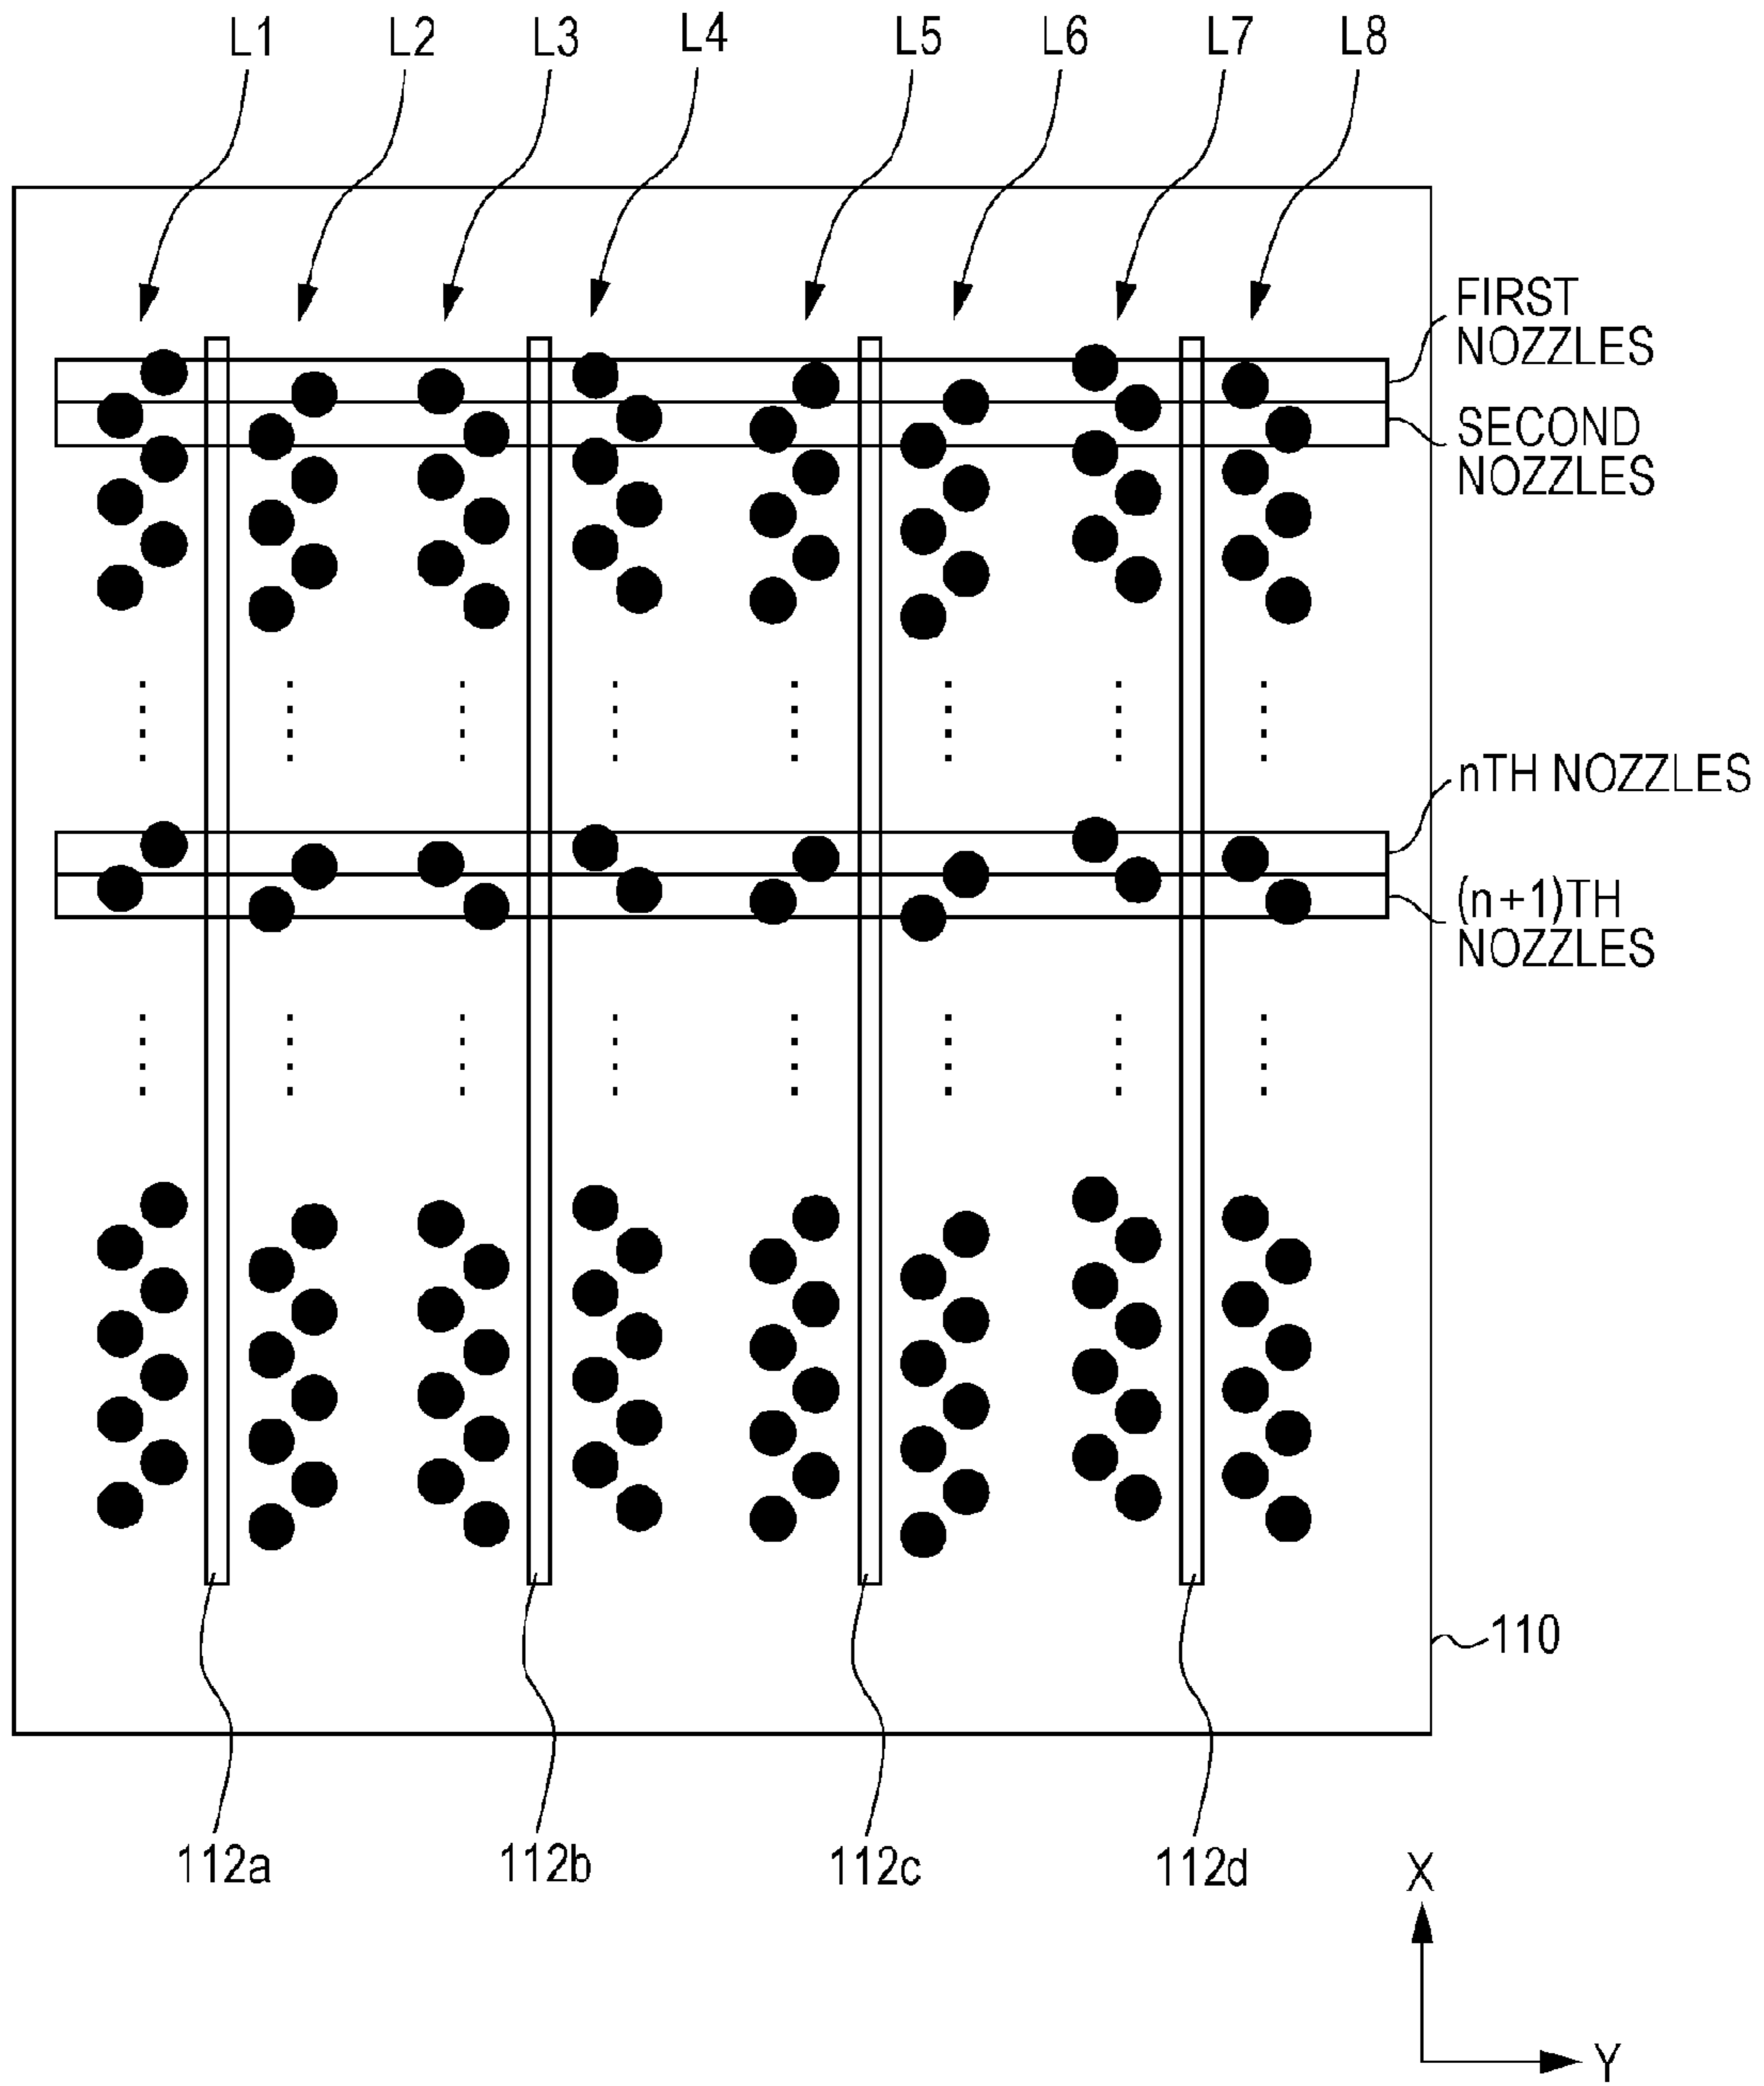 L1 L2 L3 L4 L5 L6 L7 L8
FIRST
NOZZLES
SECOND
NOZZLES
nTH NOZZLES
(n+1)TH
NOZZLES
110
112a 112b 112c 112d
X
Y